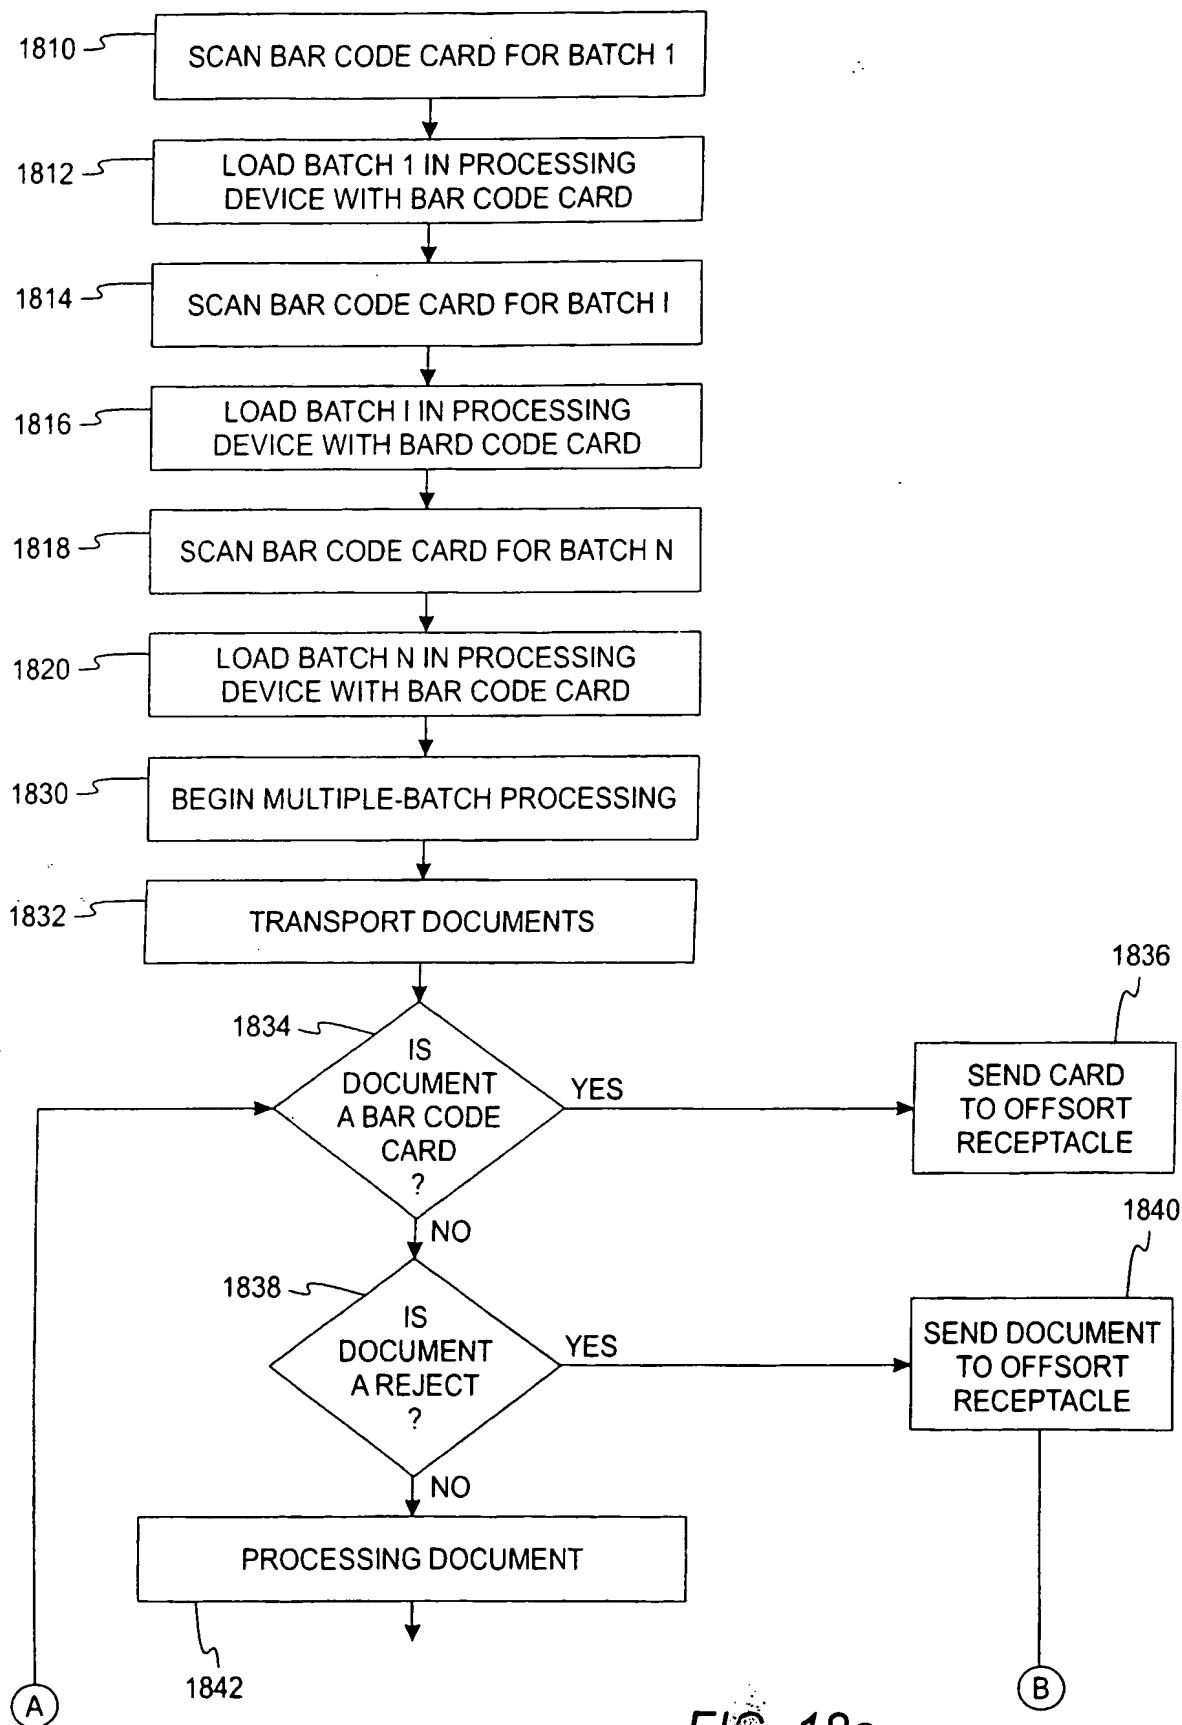 1810
SCAN BAR CODE CARD FOR BATCH 1
1812
LOAD BATCH 1 IN PROCESSING
DEVICE WITH BAR CODE CARD
1814
SCAN BAR CODE CARD FOR BATCH I
1816
LOAD BATCH I IN PROCESSING
DEVICE WITH BARD CODE CARD
1818
SCAN BAR CODE CARD FOR BATCH N
1820
LOAD BATCH N IN PROCESSING
DEVICE WITH BAR CODE CARD
1830
BEGIN MULTIPLE-BATCH PROCESSING
1832
TRANSPORT DOCUMENTS
1834
IS
DOCUMENT
A BAR CODE
CARD
?
YES
1836
SEND CARD
TO OFFSORT
RECEPTACLE
NO
1838
IS
DOCUMENT
A REJECT
?
YES
1840
SEND DOCUMENT
TO OFFSORT
RECEPTACLE
NO
PROCESSING DOCUMENT
1842
A
B
FIG. 18a